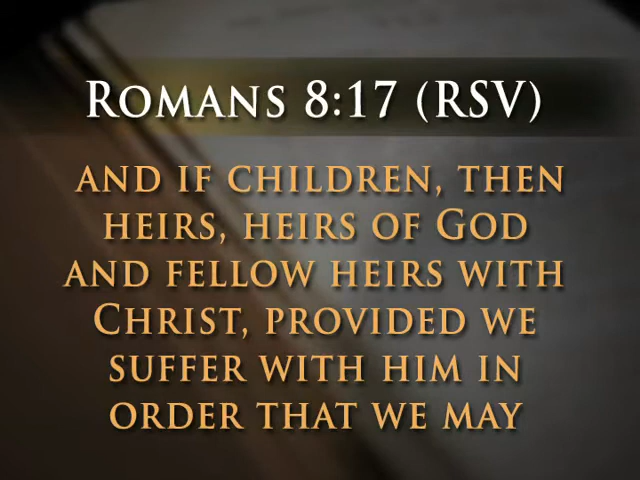 Romans 8:17 (RSV)
and if children, then
heirs, heirs of God
and fellow heirs with
Christ, provided we
suffer with him in
order that we may